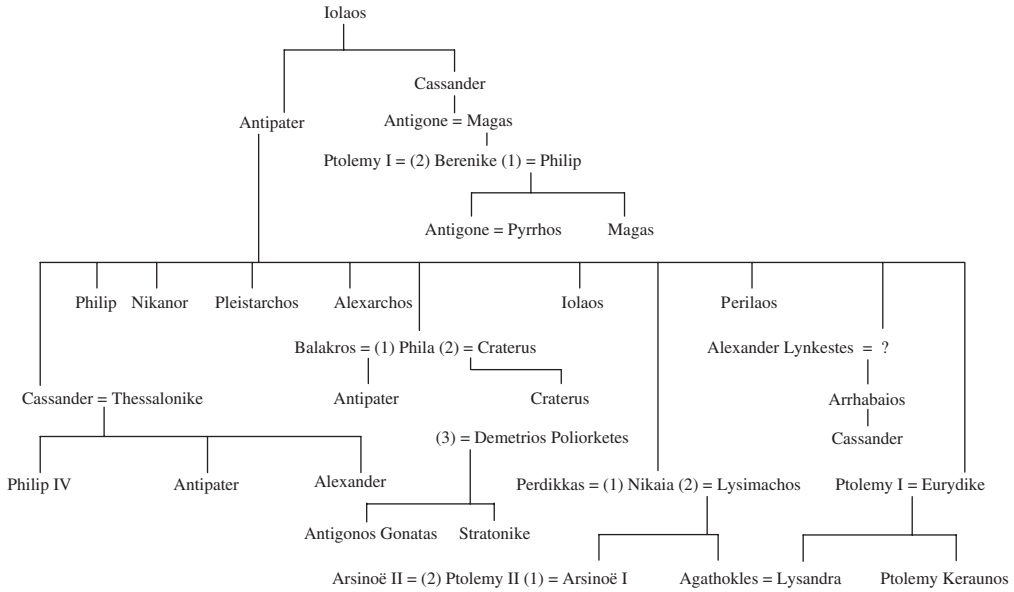 Iolaos
Cassander
Antipater
Antigone = Magas
Ptolemy I = (2) Berenike (1) = Philip
Antigone = Pyrrhos Magas
Philip Nikanor Pleistarchos Alexarchos Iolaos Perilaos
Balakros = (1) Phila (2) = Craterus Alexander Lynkestes = ?
Cassander = Thessalonike Antipater Craterus Arrhabaios
(3) = Demetrios Poliorketes Cassander
Philip IV Antipater Alexander Perdikkas = (1) Nikaia (2) = Lysimachos Ptolemy I = Eurydike
Antigonos Gonatas Stratonike
Arsinoë II = (2) Ptolemy II (1) = Arsinoë I Agathokles = Lysandra Ptolemy Keraunos